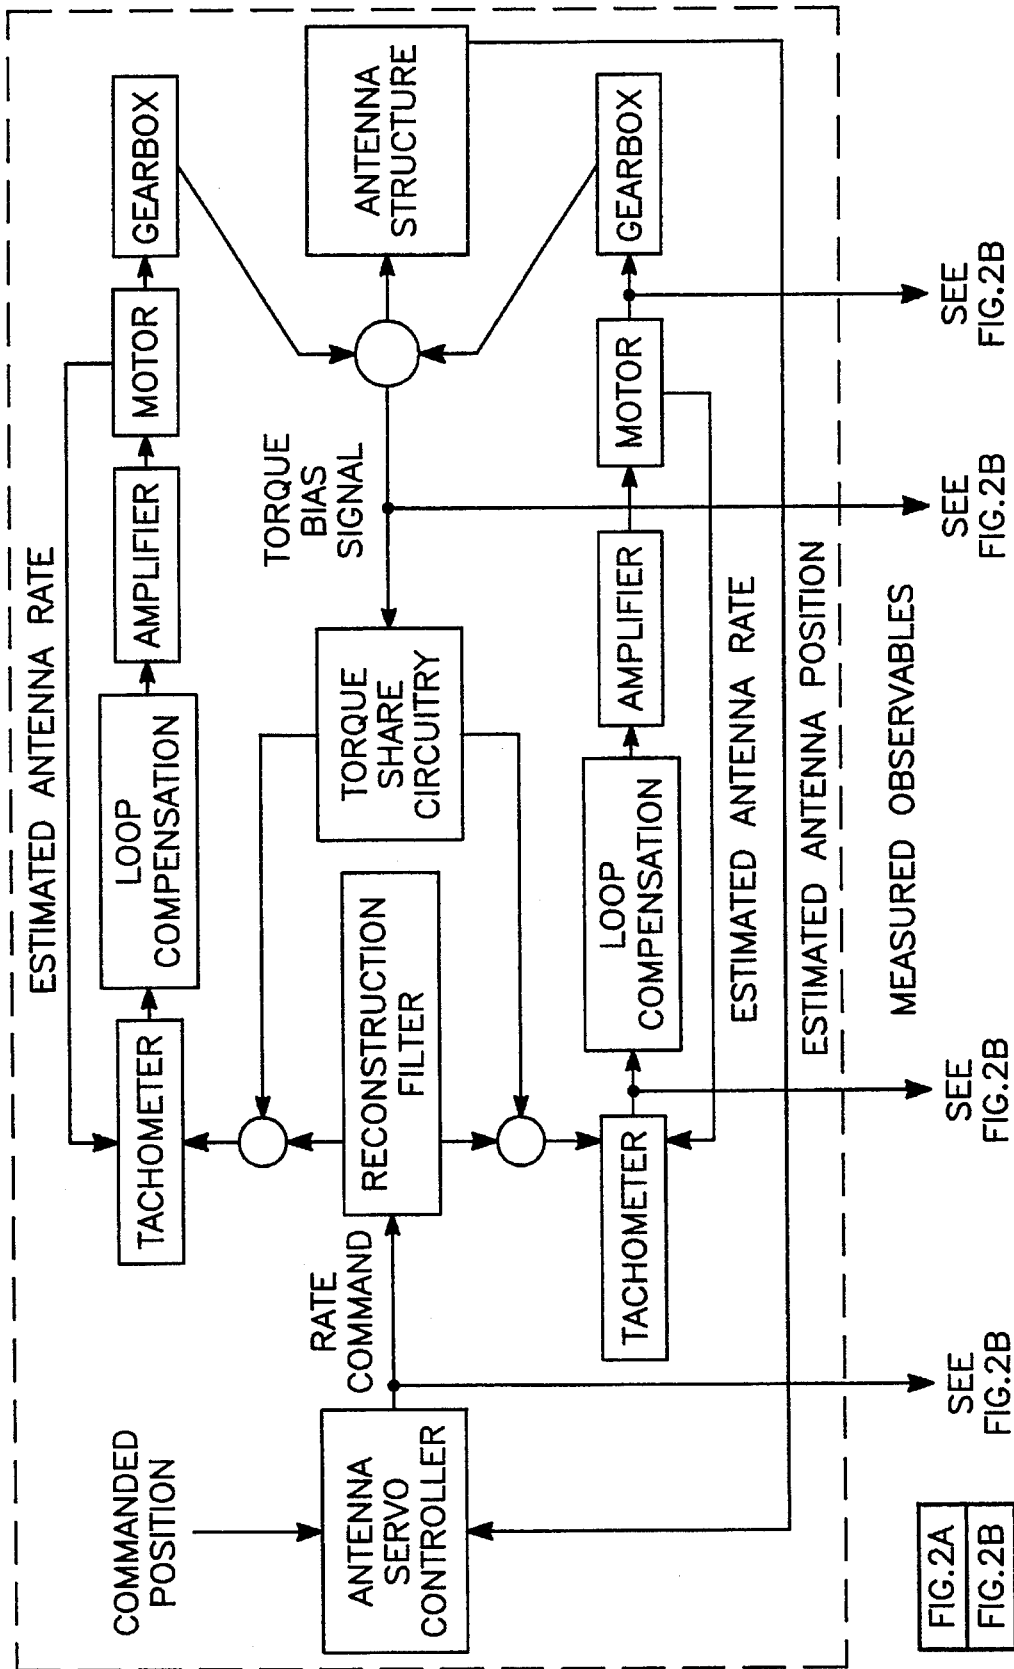 COMMANDED
POSITION
ANTENNA
SERVO
CONTROLLER
RATE
COMMAND
ESTIMATED ANTENNA RATE
TACHOMETER
LOOP
COMPENSATION
AMPLIFIER
MOTOR
GEARBOX
RECONSTRUCTION
FILTER
TORQUE
SHARE
CIRCUITRY
TORQUE
BIAS
SIGNAL
ANTENNA
STRUCTURE
TACHOMETER
LOOP
COMPENSATION
AMPLIFIER
MOTOR
GEARBOX
ESTIMATED ANTENNA RATE
ESTIMATED ANTENNA POSITION
MEASURED OBSERVABLES
SEE
FIG.2B
SEE
FIG.2B
SEE
FIG.2B
SEE
FIG.2B
FIG.2A
FIG.2B